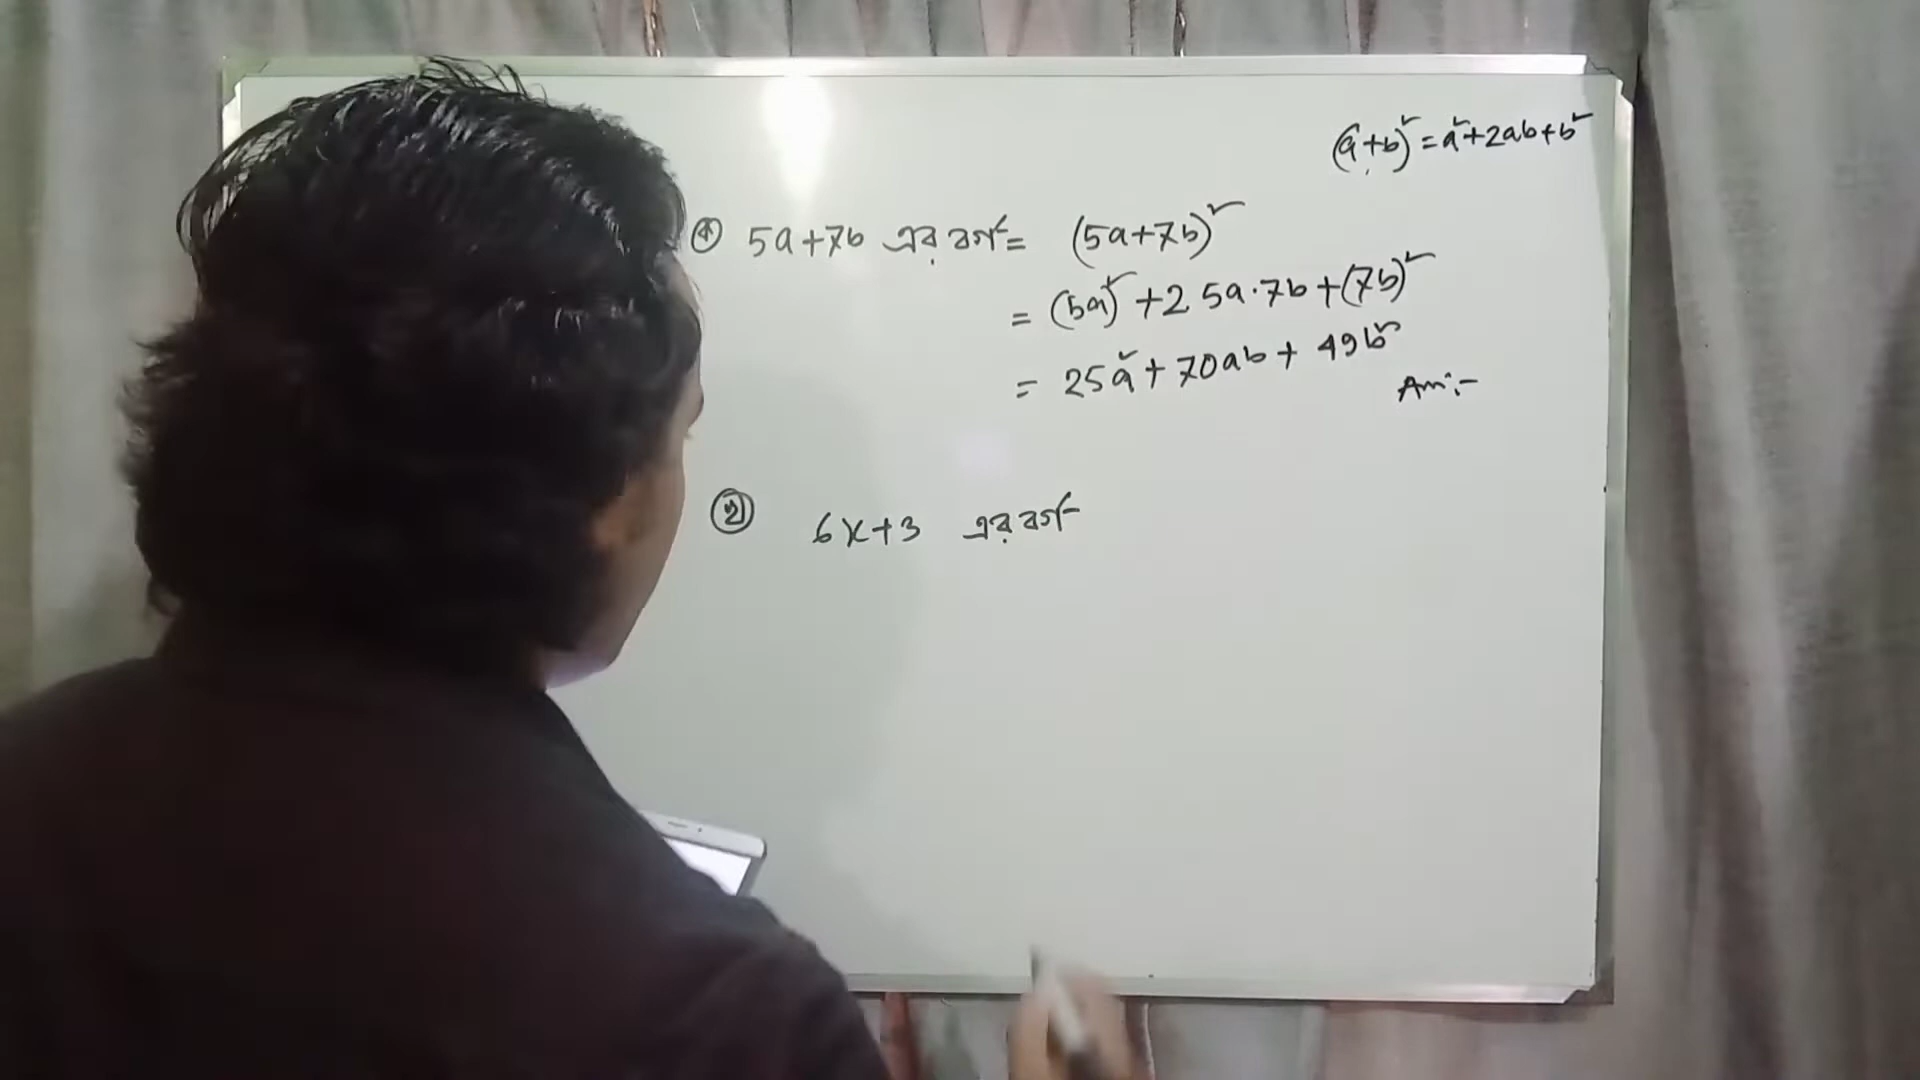 (a+b)² = a²+2ab+b²
(ক) 5a+7b এর বর্গ = (5a+7b)²
= (5a)² +2 5a·7b+(7b)²
= 25a²+70ab+ 49b²
Ans:-
(খ) 6x+3 এর বর্গ